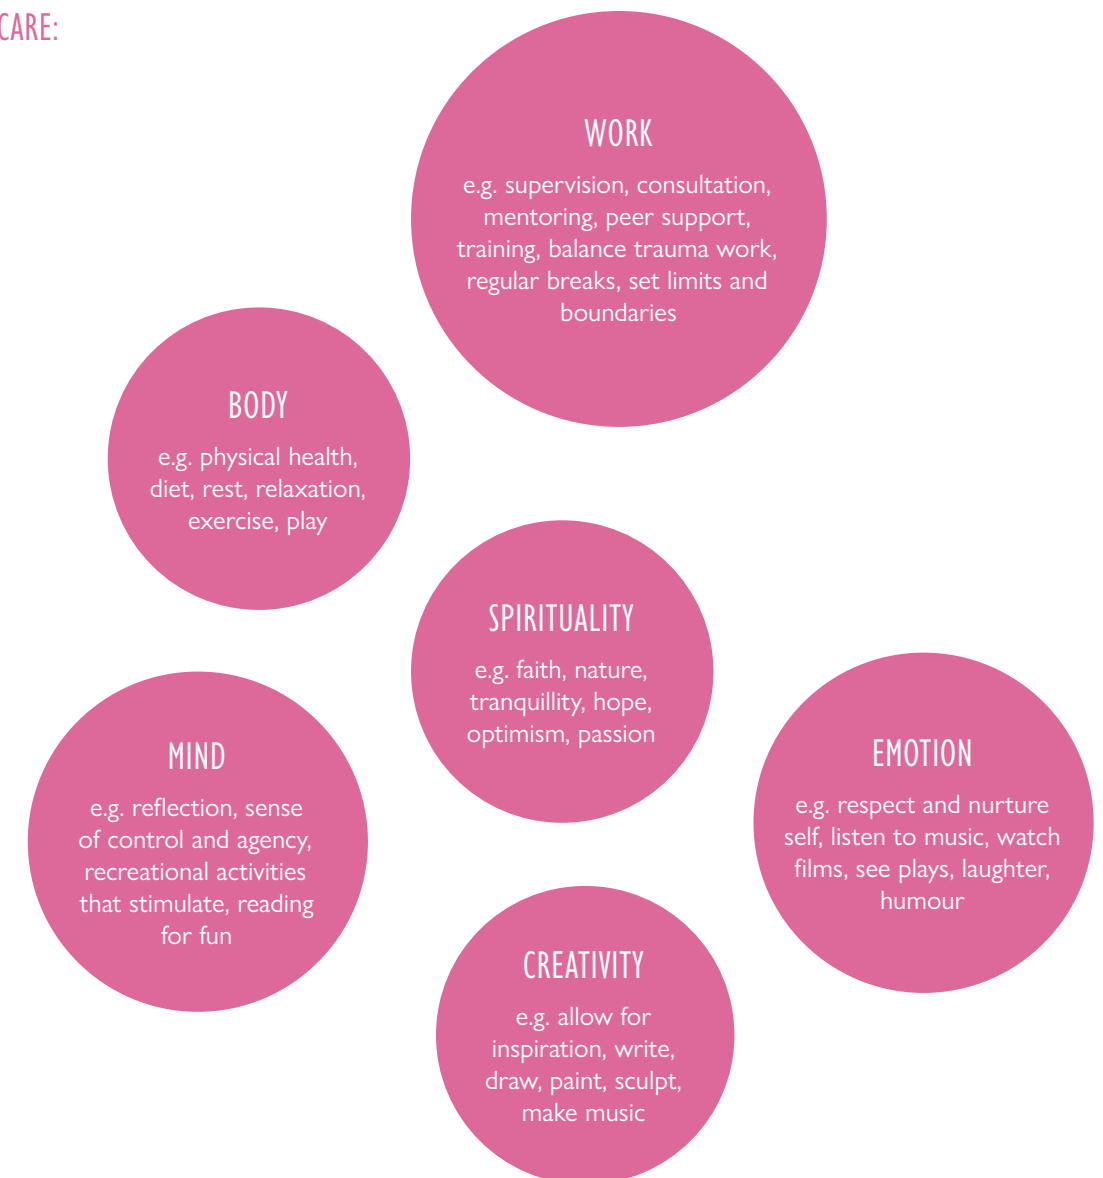 CARE:
WORK
e.g. supervision, consultation,
mentoring, peer support,
training, balance trauma work,
regular breaks, set limits and
boundaries
BODY
e.g. physical health,
diet, rest, relaxation,
exercise, play
SPIRITUALITY
e.g. faith, nature,
tranquillity, hope,
optimism, passion
MIND
e.g. reflection, sense
of control and agency,
recreational activities
that stimulate, reading
for fun
EMOTION
e.g. respect and nurture
self, listen to music, watch
films, see plays, laughter,
humour
CREATIVITY
e.g. allow for
inspiration, write,
draw, paint, sculpt,
make music